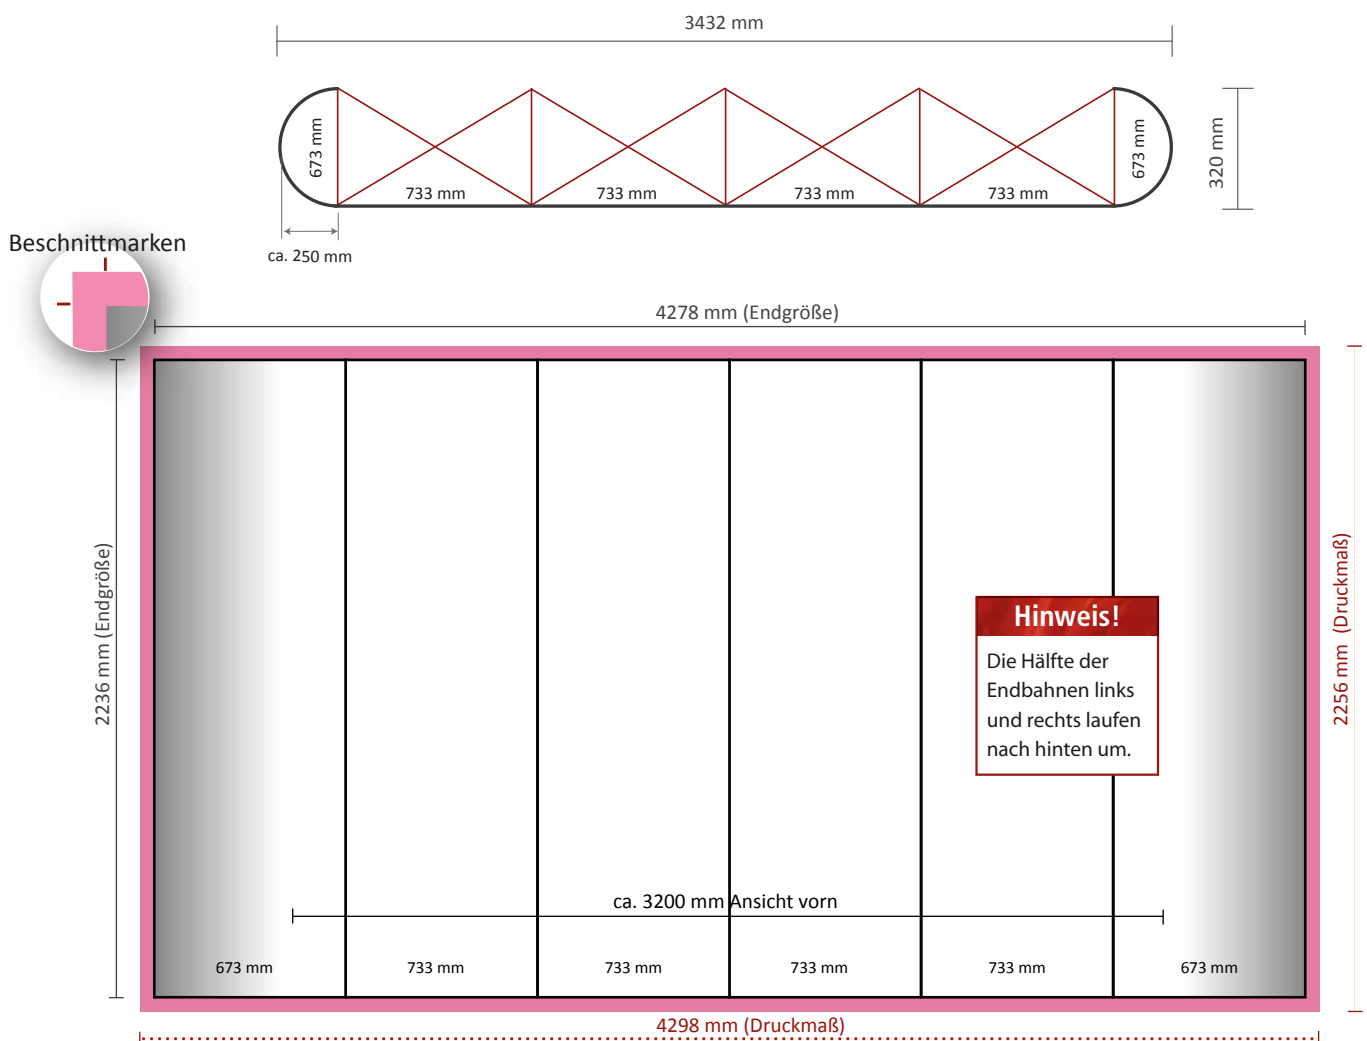 3432 mm
673 mm
733 mm
733 mm
733 mm
733 mm
673 mm
320 mm
ca. 250 mm
Beschnittmarken
4278 mm (Endgröße)
2236 mm (Endgröße)
Hinweis!
Die Hälfte der
Endbahnen links
und rechts laufen
nach hinten um.
2256 mm (Druckmaß)
ca. 3200 mm Ansicht vorn
673 mm
733 mm
733 mm
733 mm
733 mm
673 mm
4298 mm (Druckmaß)